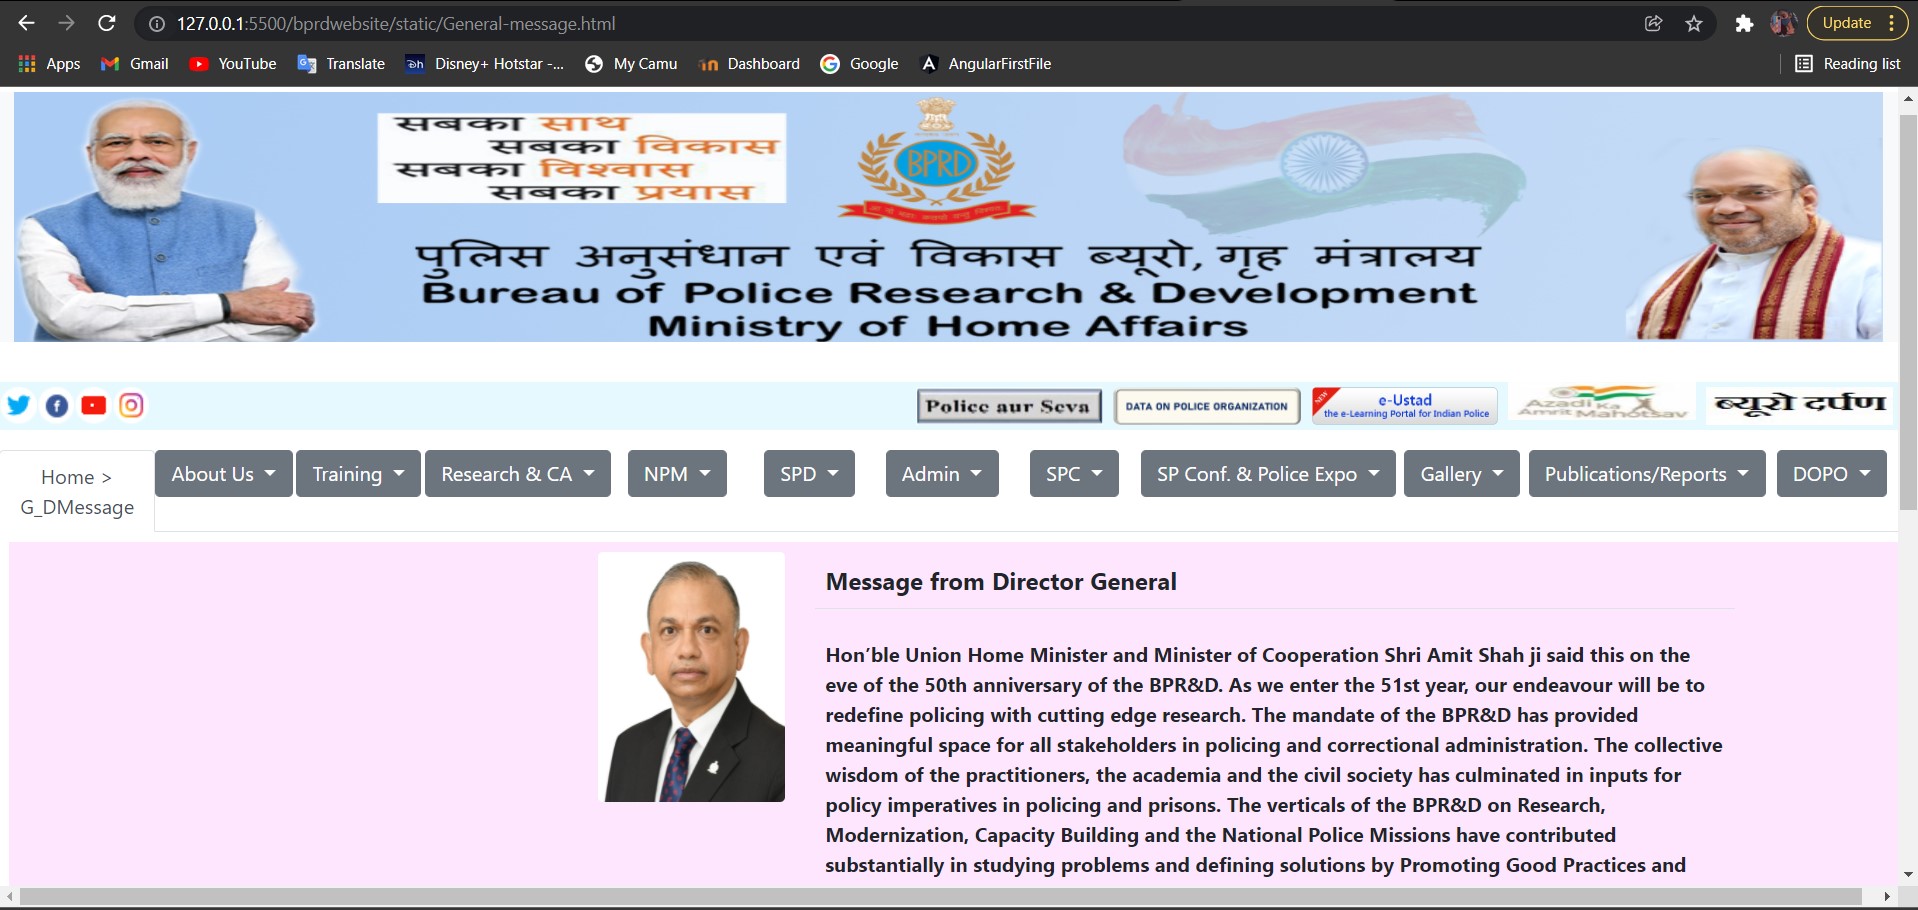 127.0.0.1:5500/bprdwebsite/static/General-message.html
Update
Apps Gmail YouTube Translate Disney+ Hotstar -... My Camu Dashboard Google AngularFirstFile Reading list
सबका साथ
सबका विकास
सबका विश्वास
सबका प्रयास
BPRD
पुलिस अनुसंधान एवं विकास ब्यूरो, गृह मंत्रालय
Bureau of Police Research & Development
Ministry of Home Affairs
Police aur Seva
DATA ON POLICE ORGANIZATION
NEW
e-Ustad
the e-Learning Portal for Indian Police
Azadi Ka
Amrit Mahotsav
ब्यूरो दर्पण
Home >
G_DMessage
About Us Training Research & CA NPM SPD Admin SPC SP Conf. & Police Expo Gallery Publications/Reports DOPO
Message from Director General
Hon’ble Union Home Minister and Minister of Cooperation Shri Amit Shah ji said this on the
eve of the 50th anniversary of the BPR&D. As we enter the 51st year, our endeavour will be to
redefine policing with cutting edge research. The mandate of the BPR&D has provided
meaningful space for all stakeholders in policing and correctional administration. The collective
wisdom of the practitioners, the academia and the civil society has culminated in inputs for
policy imperatives in policing and prisons. The verticals of the BPR&D on Research,
Modernization, Capacity Building and the National Police Missions have contributed
substantially in studying problems and defining solutions by Promoting Good Practices and